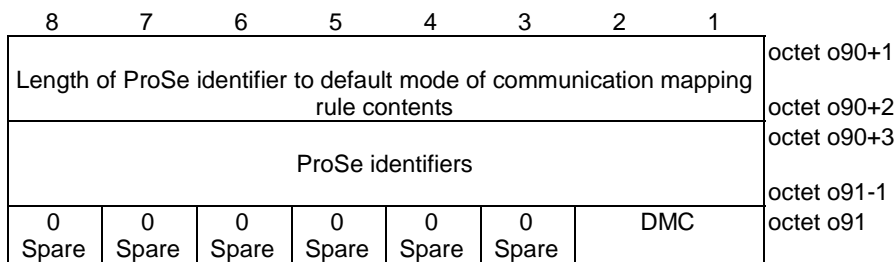 8 7 6 5 4 3 2 1
octet o90+1
Length of ProSe identifier to default mode of communication mapping
rule contents
octet o90+2
octet o90+3
ProSe identifiers
octet o91-1
0 0 0 0 0 0 DMC octet o91
Spare Spare Spare Spare Spare Spare